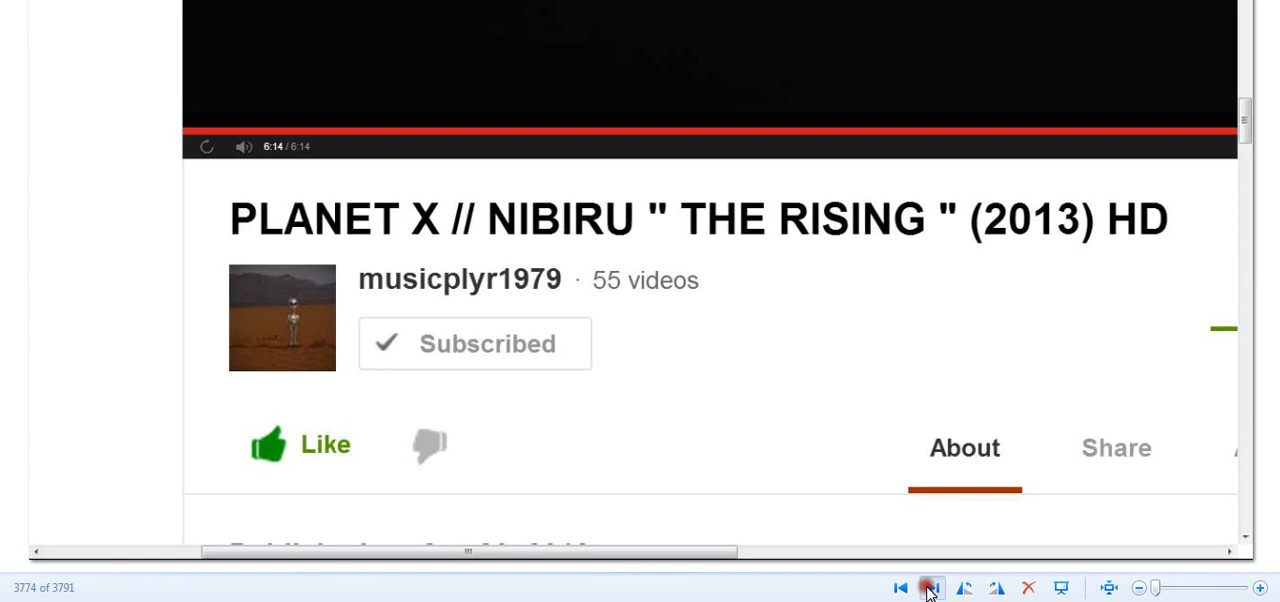 6:14 / 6:14
PLANET X // NIBIRU " THE RISING " (2013) HD
musicplyr1979 · 55 videos
Subscribed
Like
About
Share
3774 of 3791